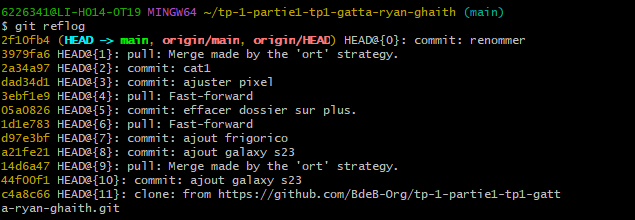 6226341@LI-HO14-OT19 MINGW64 ~/tp-1-partie1-tp1-gatta-ryan-ghaith (main)
$ git reflog
2f10fb4 (HEAD -> main, origin/main, origin/HEAD) HEAD@{0}: commit: renommer
3979fa6 HEAD@{1}: pull: Merge made by the 'ort' strategy.
2a34a97 HEAD@{2}: commit: cat1
dad34d1 HEAD@{3}: commit: ajuster pixel
3ebf1e9 HEAD@{4}: pull: Fast-forward
05a0826 HEAD@{5}: commit: effacer dossier sur plus.
1d1e783 HEAD@{6}: pull: Fast-forward
d97e3bf HEAD@{7}: commit: ajout frigorico
a21fe21 HEAD@{8}: commit: ajout galaxy s23
14d6a47 HEAD@{9}: pull: Merge made by the 'ort' strategy.
44f00f1 HEAD@{10}: commit: ajout galaxy s23
c4a8c66 HEAD@{11}: clone: from https://github.com/BdeB-Org/tp-1-partie1-tp1-gatt
a-ryan-ghaith.git